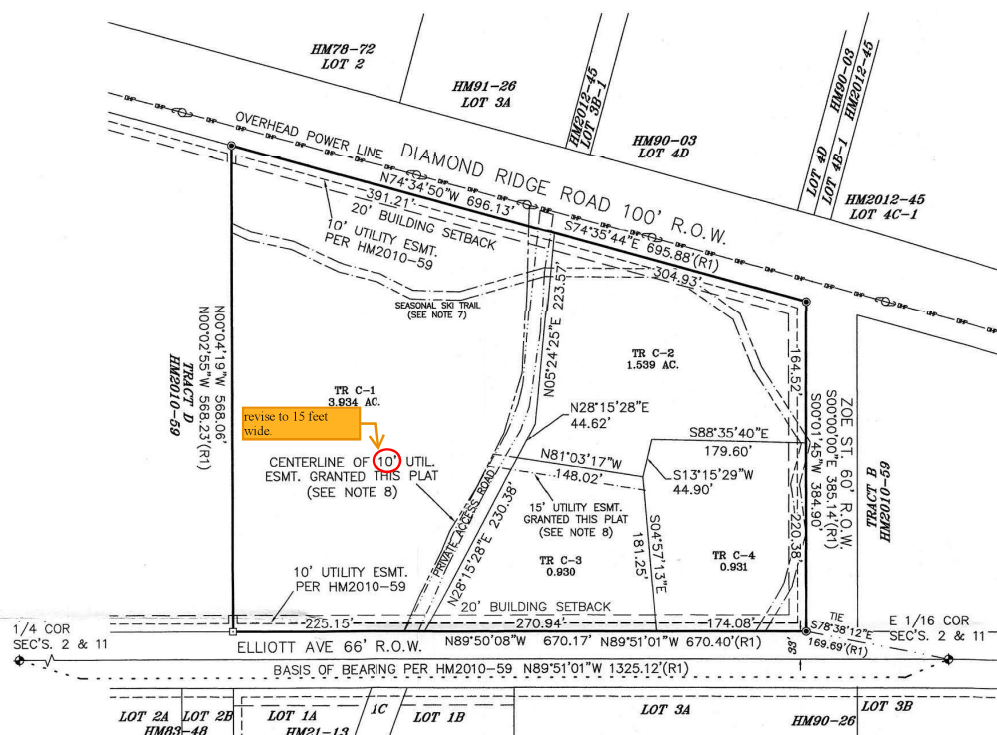 HM78-72
LOT 2
HM91-26
LOT 3A
HM2012-45
LOT 3B-1
HM90-03
LOT 4D
LOT 4D
HM90-03
LOT 4B-1
HM2012-45
HM2012-45
LOT 4C-1
OHP
OVERHEAD POWER LINE
DIAMOND RIDGE ROAD 100' R.O.W.
N74°34'50"W 696.13'
S74°35'44"E 695.88'(R1)
391.21'
304.93'
20' BUILDING SETBACK
10' UTILITY ESMT.
PER HM2010-59
SEASONAL SKI TRAIL
(SEE NOTE 7)
N00°04'19"W 568.06'
N00°02'55"W 568.23'(R1)
TRACT D
HM2010-59
N05°24'25"E 223.57'
TR C-2
1.539 AC.
164.52'
ZOE ST. 60' R.O.W.
S00°00'00"E 385.14'(R1)
S00°01'45"W 384.90'
TRACT B
HM2010-59
TR C-1
3.934 AC.
revise to 15 feet
wide.
N28°15'28"E
44.62'
S88°35'40"E
179.60'
CENTERLINE OF 10' UTIL.
ESMT. GRANTED THIS PLAT
(SEE NOTE 8)
N81°03'17"W
148.02'
S13°15'29"W
44.90'
PRIVATE ACCESS ROAD
N28°15'28"E 230.38'
15' UTILITY ESMT.
GRANTED THIS PLAT
(SEE NOTE 8)
S04°57'13"E
181.25'
220.38'
TR C-3
0.930
TR C-4
0.931
10' UTILITY ESMT.
PER HM2010-59
20' BUILDING SETBACK
225.15'
270.94'
174.08'
1/4 COR
SEC'S. 2 & 11
TIE
S78°38'12"E
169.69'(R1)
E 1/16 COR
SEC'S. 2 & 11
ELLIOTT AVE 66' R.O.W.
N89°50'08"W 670.17'
N89°51'01"W 670.40'(R1)
BASIS OF BEARING PER HM2010-59 N89°51'01"W 1325.12'(R1)
LOT 2A
LOT 2B
HM83-48
LOT 1A
HM21-13
1C
LOT 1B
LOT 3A
HM90-26
LOT 3B